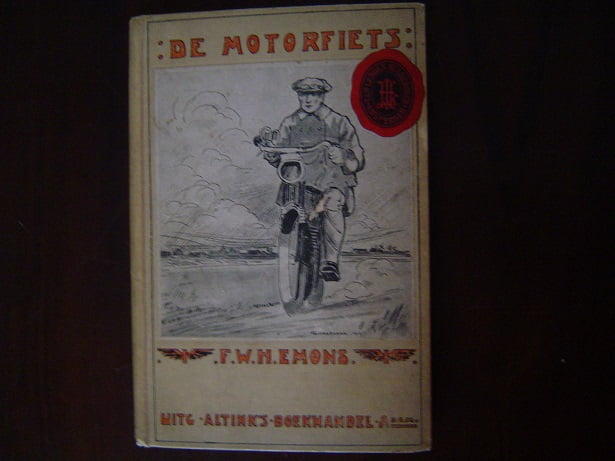 : DE MOTORFIETS :
· F.W.H. EMONS ·
UITG · ALTINK'S · BOEKHANDEL · A